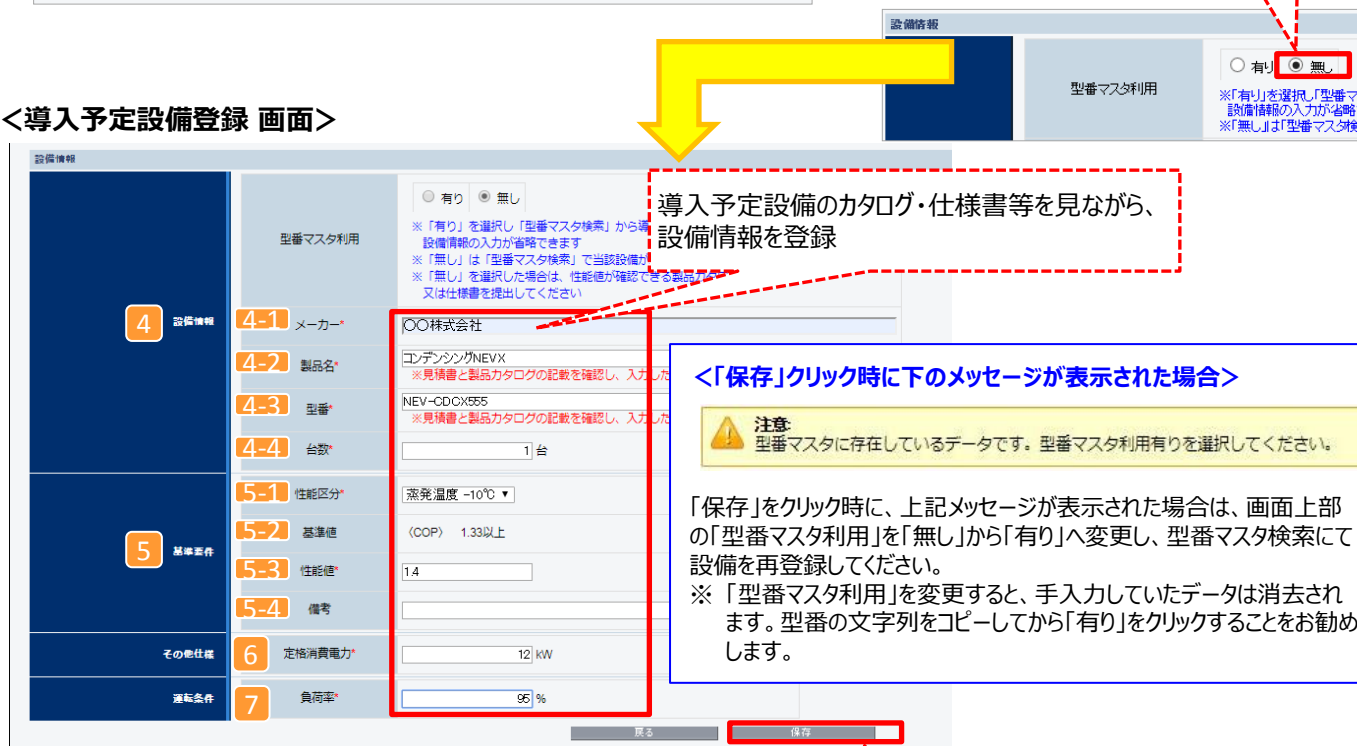 設備情報
型番マスタ利用
有り 無し
※「有り」を選択し「型番マ
設備情報の入力が省略
※「無し」は「型番マスタ検
＜導入予定設備登録 画面＞
設備情報
型番マスタ利用
有り 無し
※「有り」を選択し「型番マスタ検索」から導
設備情報の入力が省略できます
※「無し」は「型番マスタ検索」で当該設備が
※「無し」を選択した場合は、性能値が確認できる製品カタロ
又は仕様書を提出してください
導入予定設備のカタログ・仕様書等を見ながら、
設備情報を登録
4 設備情報
4-1 メーカー* 〇〇株式会社
4-2 製品名* コンデンシングNEVX
※見積書と製品カタログの記載を確認し、入力した
4-3 型番* NEV-CDCX555
※見積書と製品カタログの記載を確認し、入力した
4-4 台数* 1 台
5 基準要件
5-1 性能区分* 蒸発温度 -10℃ ▼
5-2 基準値 〈COP〉 1.33以上
5-3 性能値* 1.4
5-4 備考
その他仕様 6 定格消費電力* 12 kW
運転条件 7 負荷率* 95 %
戻る 保存
＜「保存」クリック時に下のメッセージが表示された場合＞
注意:
型番マスタに存在しているデータです。型番マスタ利用有りを選択してください。
「保存」をクリック時に、上記メッセージが表示された場合は、画面上部
の「型番マスタ利用」を「無し」から「有り」へ変更し、型番マスタ検索にて
設備を再登録してください。
※ 「型番マスタ利用」を変更すると、手入力していたデータは消去され
ます。型番の文字列をコピーしてから「有り」をクリックすることをお勧め
します。